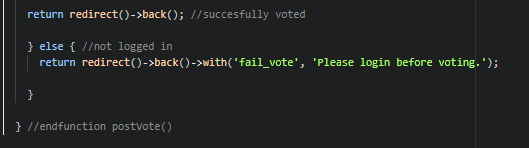 return redirect()->back(); //succesfully voted
} else { //not logged in
return redirect()->back()->with('fail_vote', 'Please login before voting.');
}
} //endfunction postVote()